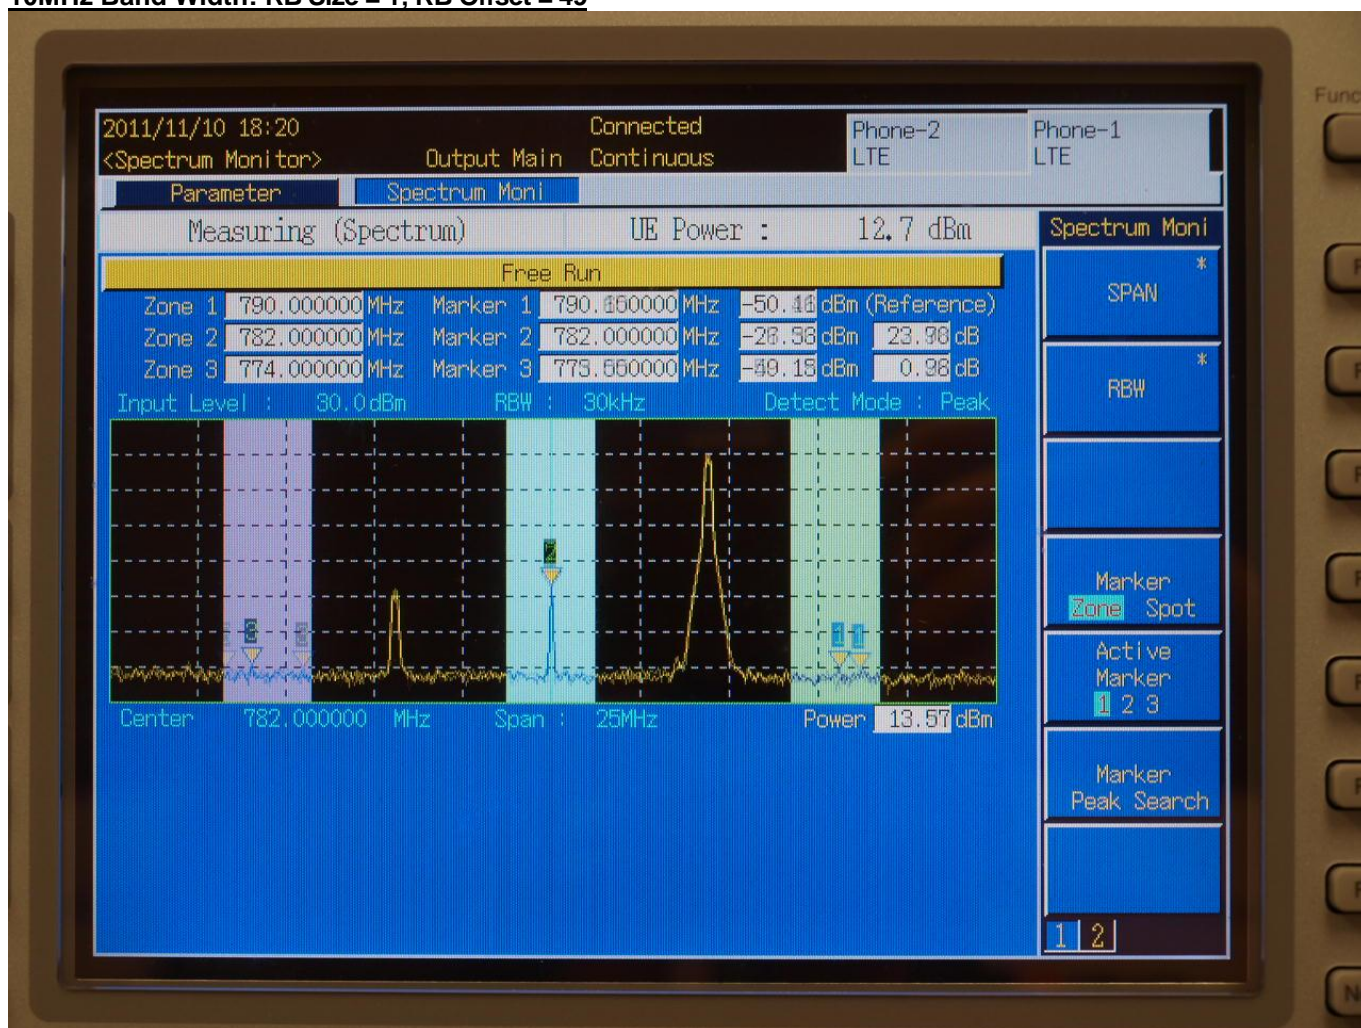 10MHz Band Width: RB Size = 1, RB Offset = 49
2011/11/10 18:20 Connected Phone-2 Phone-1
<Spectrum Monitor> Output Main Continuous LTE LTE
Parameter Spectrum Moni
Measuring (Spectrum) UE Power : 12.7 dBm Spectrum Moni
Free Run *
SPAN
Zone 1 790.000000 MHz Marker 1 MHz dBm (Reference)
Zone 2 782.000000 MHz Marker 2 782.000000 MHz dBm dB
Zone 3 774.000000 MHz Marker 3 MHz dBm dB
*
RBW
Input Level : 30.0dBm RBW : 30kHz Detect Mode : Peak
2
3
1
Marker
Zone Spot
Active
Marker
1 2 3
Center 782.000000 MHz Span : 25MHz Power 13.57 dBm
Marker
Peak Search
1 2
Func